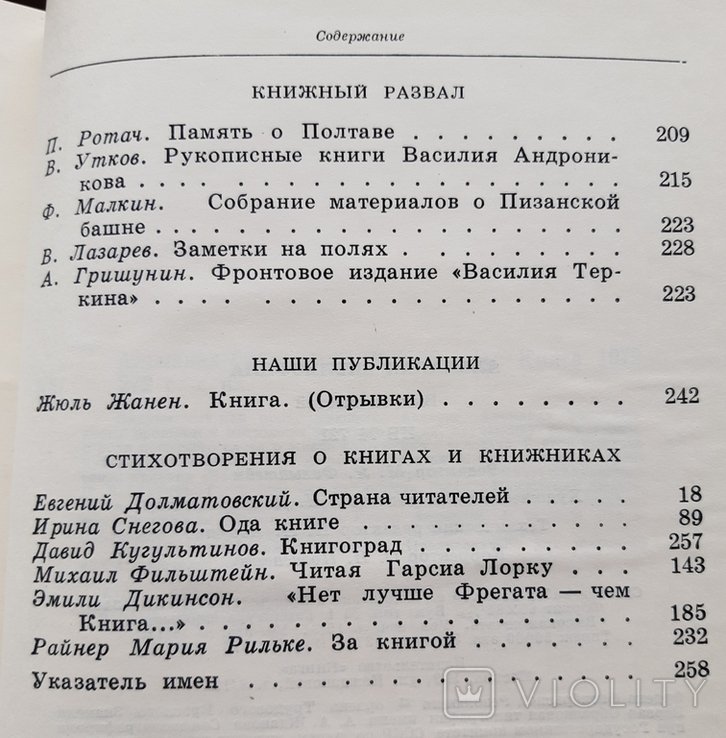 Содержание
КНИЖНЫЙ РАЗВАЛ
П. Ротач. Память о Полтаве . . . . . . . . . 209
В. Утков. Рукописные книги Василия Андрони-
кова . . . . . . . . . . . . . . . . . . 215
Ф. Малкин. Собрание материалов о Пизанской
башне . . . . . . . . . . . . . . . . . 223
В. Лазарев. Заметки на полях . . . . . . . . . 228
А. Гришунин. Фронтовое издание «Василия Тер-
кина» . . . . . . . . . . . . . . . . . 223
НАШИ ПУБЛИКАЦИИ
Жюль Жанен. Книга. (Отрывки) . . . . . . . . 242
СТИХОТВОРЕНИЯ О КНИГАХ И КНИЖНИКАХ
Евгений Долматовский. Страна читателей . . . . . 18
Ирина Снегова. Ода книге . . . . . . . . . . . 89
Давид Кугультинов. Книгоград . . . . . . . . . 257
Михаил Фильштейн. Читая Гарсиа Лорку . . . 143
Эмили Дикинсон. «Нет лучше Фрегата — чем
Книга...» . . . . . . . . . . . . . . . . . 185
Райнер Мария Рильке. За книгой . . . . . . . 232
Указатель имен . . . . . . . . . . . . . . 258
VIOLITY